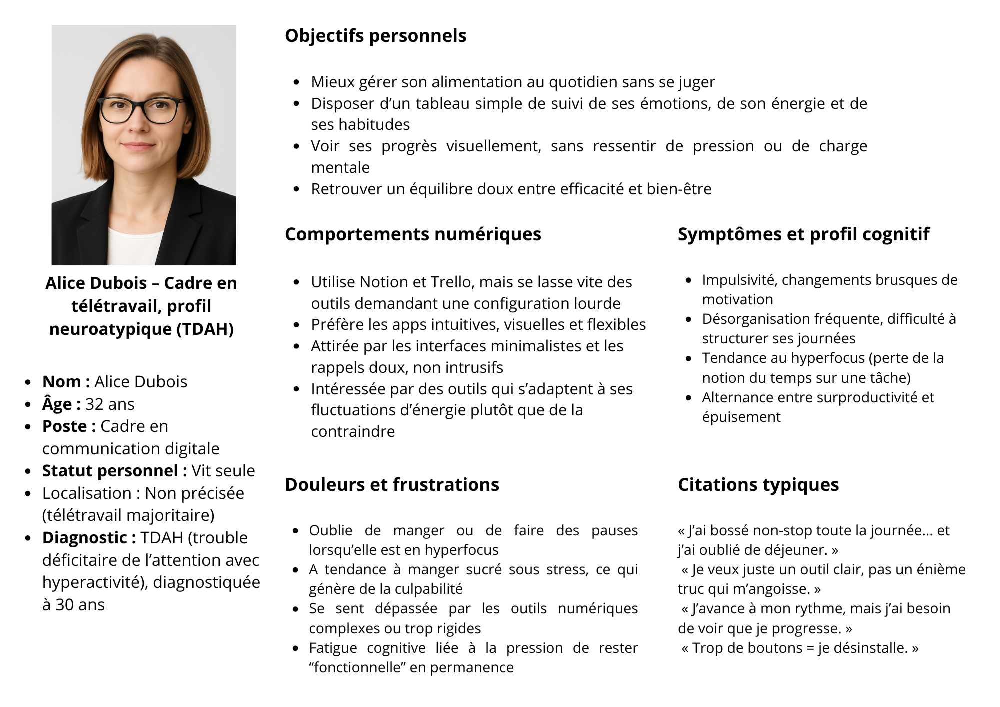 Alice Dubois – Cadre en
télétravail, profil
neuroatypique (TDAH)
• Nom : Alice Dubois
• Âge : 32 ans
• Poste : Cadre en
communication digitale
• Statut personnel : Vit seule
• Localisation : Non précisée
(télétravail majoritaire)
• Diagnostic : TDAH (trouble
déficitaire de l’attention avec
hyperactivité), diagnostiquée
à 30 ans
Objectifs personnels
• Mieux gérer son alimentation au quotidien sans se juger
• Disposer d’un tableau simple de suivi de ses émotions, de son énergie et de
ses habitudes
• Voir ses progrès visuellement, sans ressentir de pression ou de charge
mentale
• Retrouver un équilibre doux entre efficacité et bien-être
Comportements numériques
• Utilise Notion et Trello, mais se lasse vite des
outils demandant une configuration lourde
• Préfère les apps intuitives, visuelles et flexibles
• Attirée par les interfaces minimalistes et les
rappels doux, non intrusifs
• Intéressée par des outils qui s’adaptent à ses
fluctuations d’énergie plutôt que de la
contraindre
Symptômes et profil cognitif
• Impulsivité, changements brusques de
motivation
• Désorganisation fréquente, difficulté à
structurer ses journées
• Tendance au hyperfocus (perte de la
notion du temps sur une tâche)
• Alternance entre surproductivité et
épuisement
Douleurs et frustrations
• Oublie de manger ou de faire des pauses
lorsqu’elle est en hyperfocus
• A tendance à manger sucré sous stress, ce qui
génère de la culpabilité
• Se sent dépassée par les outils numériques
complexes ou trop rigides
• Fatigue cognitive liée à la pression de rester
“fonctionnelle” en permanence
Citations typiques
« J’ai bossé non-stop toute la journée… et
j’ai oublié de déjeuner. »
« Je veux juste un outil clair, pas un énième
truc qui m’angoisse. »
« J’avance à mon rythme, mais j’ai besoin
de voir que je progresse. »
« Trop de boutons = je désinstalle. »